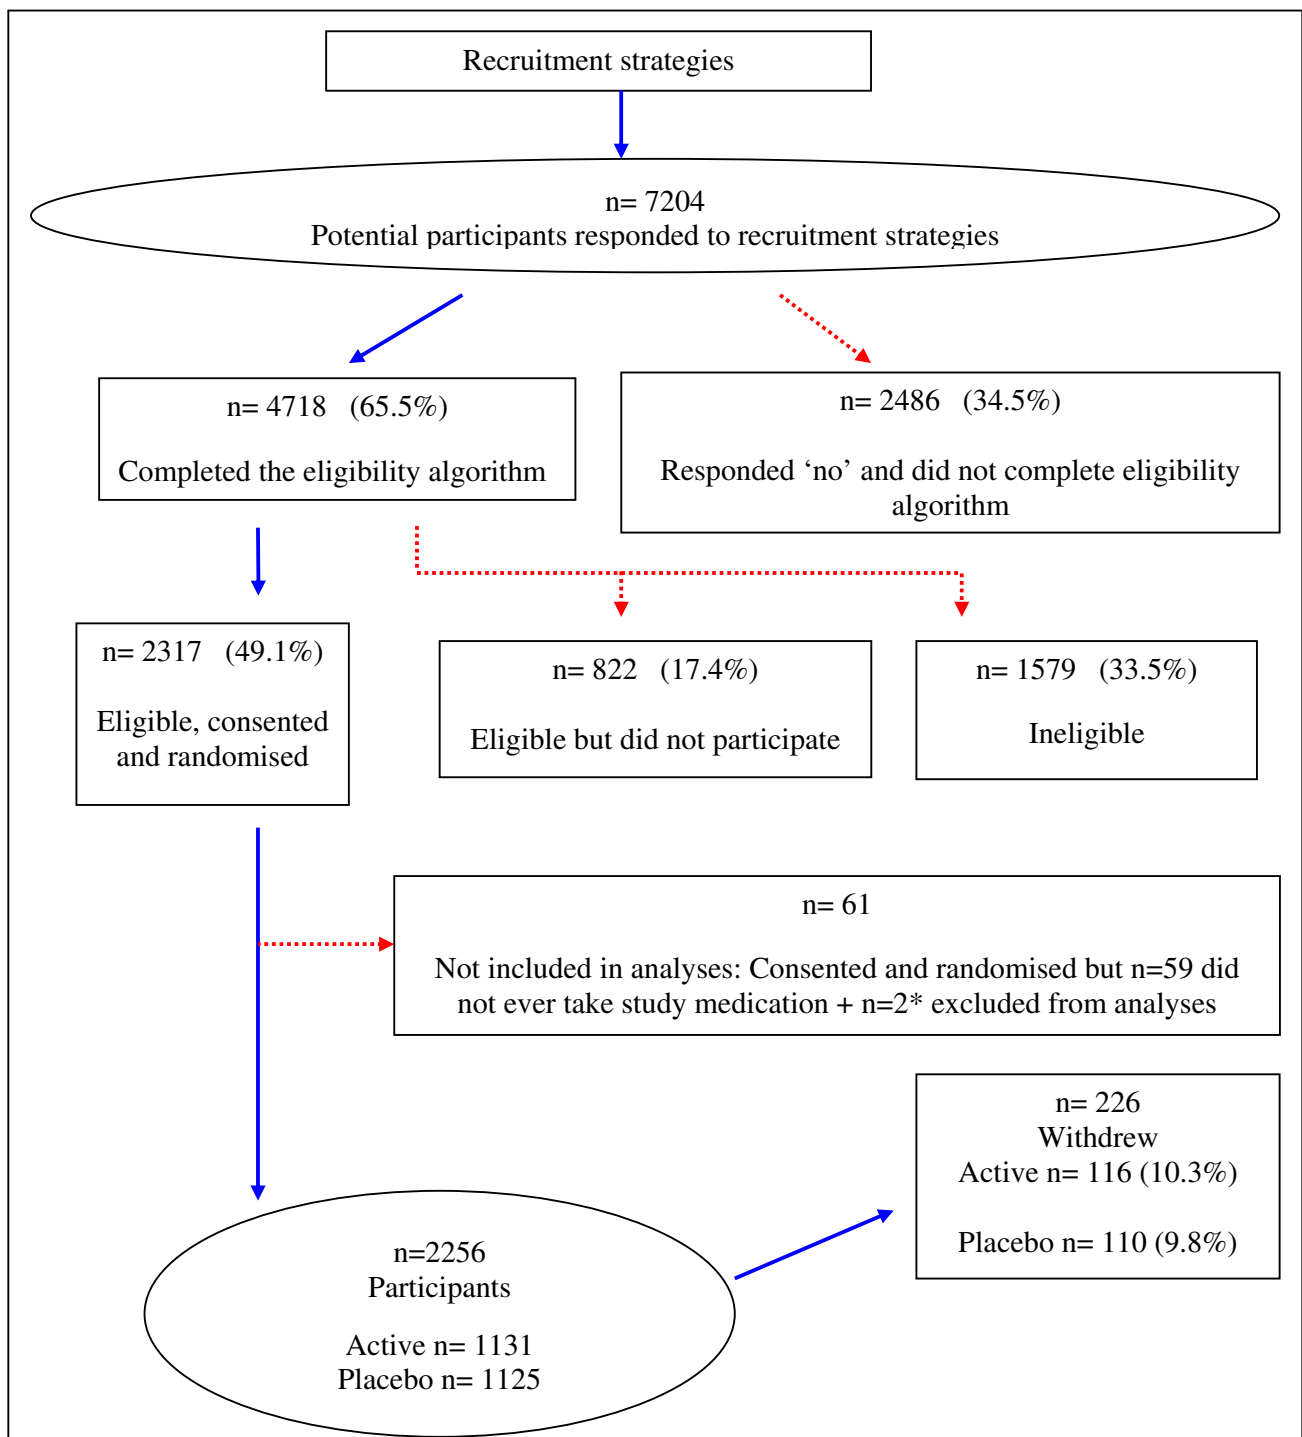 Recruitment strategies
n= 7204
Potential participants responded to recruitment strategies
n= 4718 (65.5%)
Completed the eligibility algorithm
n= 2486 (34.5%)
Responded ‘no’ and did not complete eligibility
algorithm
n= 2317 (49.1%)
Eligible, consented
and randomised
n= 822 (17.4%)
Eligible but did not participate
n= 1579 (33.5%)
Ineligible
n= 61
Not included in analyses: Consented and randomised but n=59 did
not ever take study medication + n=2* excluded from analyses
n= 226
Withdrew
Active n= 116 (10.3%)
Placebo n= 110 (9.8%)
n=2256
Participants
Active n= 1131
Placebo n= 1125